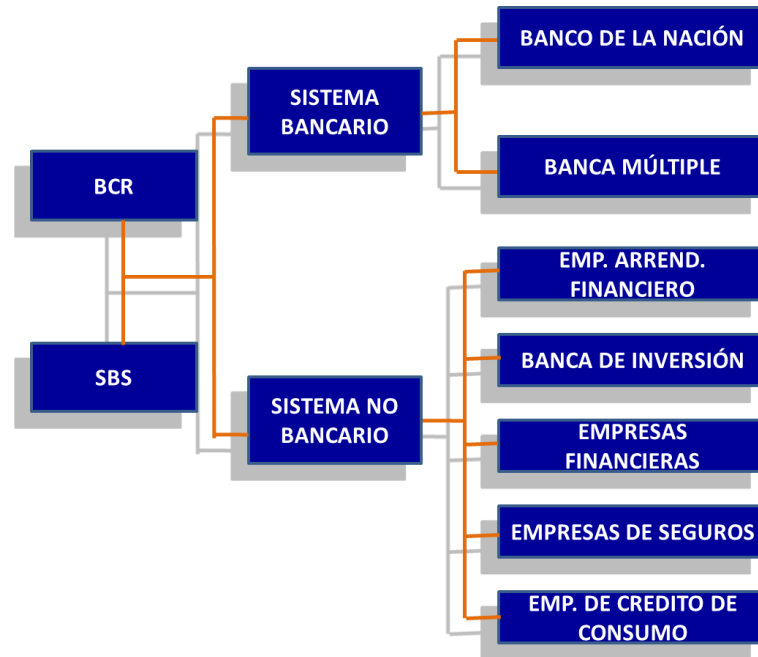 BCR
SBS
SISTEMA
BANCARIO
SISTEMA NO
BANCARIO
BANCO DE LA NACIÓN
BANCA MÚLTIPLE
EMP. ARREND.
FINANCIERO
BANCA DE INVERSIÓN
EMPRESAS
FINANCIERAS
EMPRESAS DE SEGUROS
EMP. DE CREDITO DE
CONSUMO